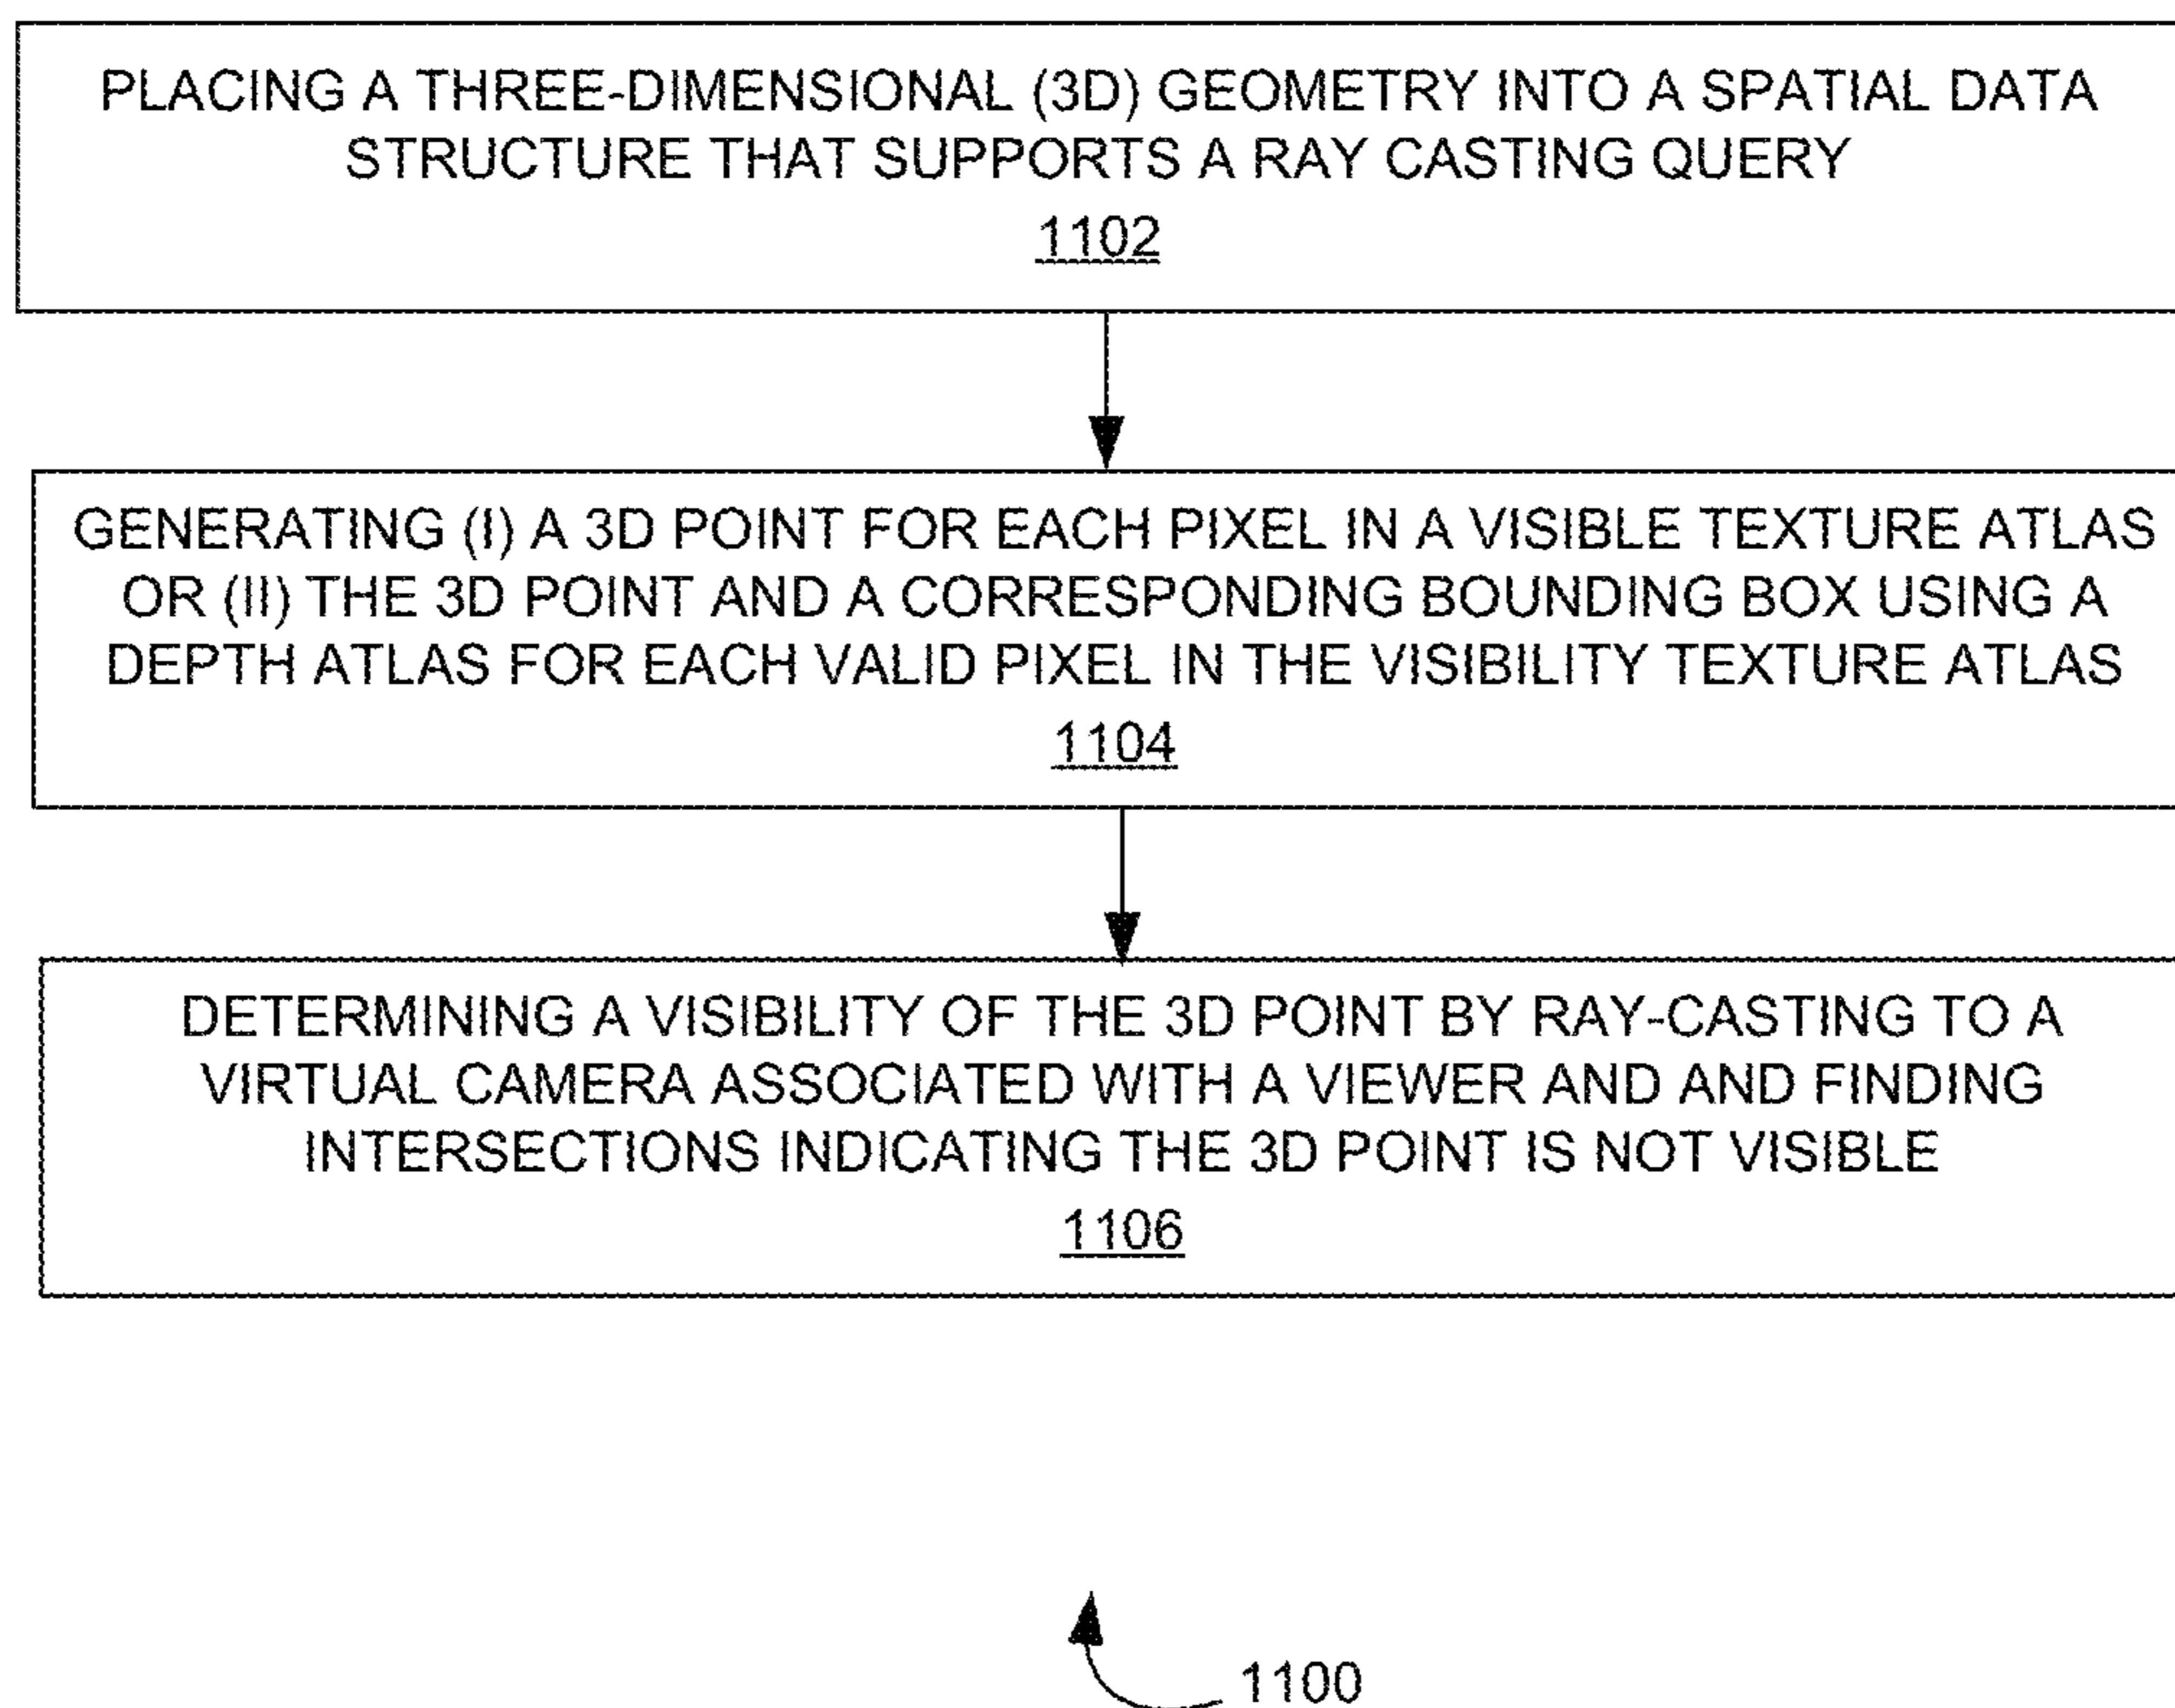 PLACING A THREE-DIMENSIONAL (3D) GEOMETRY INTO A SPATIAL DATA
STRUCTURE THAT SUPPORTS A RAY CASTING QUERY
1102
GENERATING (I) A 3D POINT FOR EACH PIXEL IN A VISIBLE TEXTURE ATLAS
OR (II) THE 3D POINT AND A CORRESPONDING BOUNDING BOX USING A
DEPTH ATLAS FOR EACH VALID PIXEL IN THE VISIBILITY TEXTURE ATLAS
1104
DETERMINING A VISIBILITY OF THE 3D POINT BY RAY-CASTING TO A
VIRTUAL CAMERA ASSOCIATED WITH A VIEWER AND AND FINDING
INTERSECTIONS INDICATING THE 3D POINT IS NOT VISIBLE
1106
1100